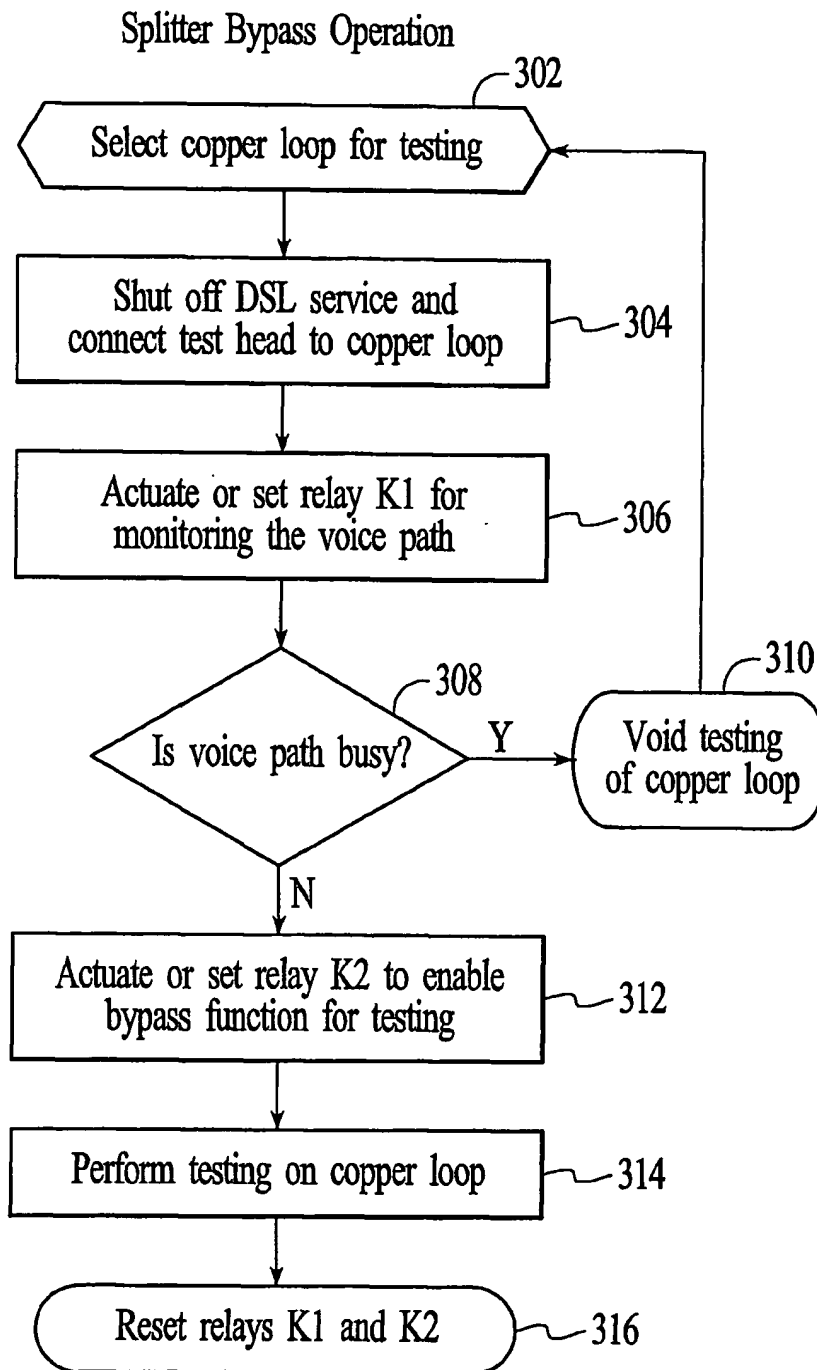 Splitter Bypass Operation
302
Select copper loop for testing
Shut off DSL service and
connect test head to copper loop
304
Actuate or set relay K1 for
monitoring the voice path
306
308
Is voice path busy?
Y
310
Void testing
of copper loop
N
Actuate or set relay K2 to enable
bypass function for testing
312
Perform testing on copper loop
314
Reset relays K1 and K2
316